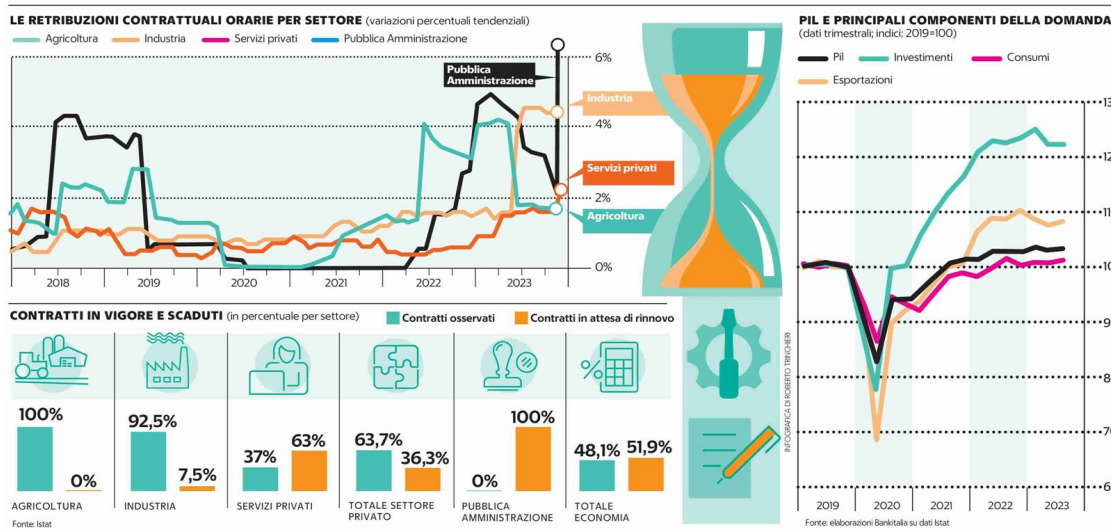 LE RETRIBUZIONI CONTRATTUALI ORARIE PER SETTORE (variazioni percentuali tendenziali)
Agricoltura Industria Servizi privati Pubblica Amministrazione
6%
4%
2%
0%
Pubblica
Amministrazione
Industria
Servizi privati
Agricoltura
2018 2019 2020 2021 2022 2023
CONTRATTI IN VIGORE E SCADUTI (in percentuale per settore) Contratti osservati Contratti in attesa di rinnovo
100% 0%
AGRICOLTURA
92,5% 7,5%
INDUSTRIA
37% 63%
SERVIZI PRIVATI
63,7% 36,3%
TOTALE SETTORE
PRIVATO
0% 100%
PUBBLICA
AMMINISTRAZIONE
48,1% 51,9%
TOTALE
ECONOMIA
Fonte: Istat
%
INFOGRAFICA DI ROBERTO TRINCHIERI
PIL E PRINCIPALI COMPONENTI DELLA DOMANDA
(dati trimestrali; indici: 2019=100)
Pil Investimenti Consumi
Esportazioni
2019 2020 2021 2022 2023
Fonte: elaborazioni Bankitalia su dati Istat